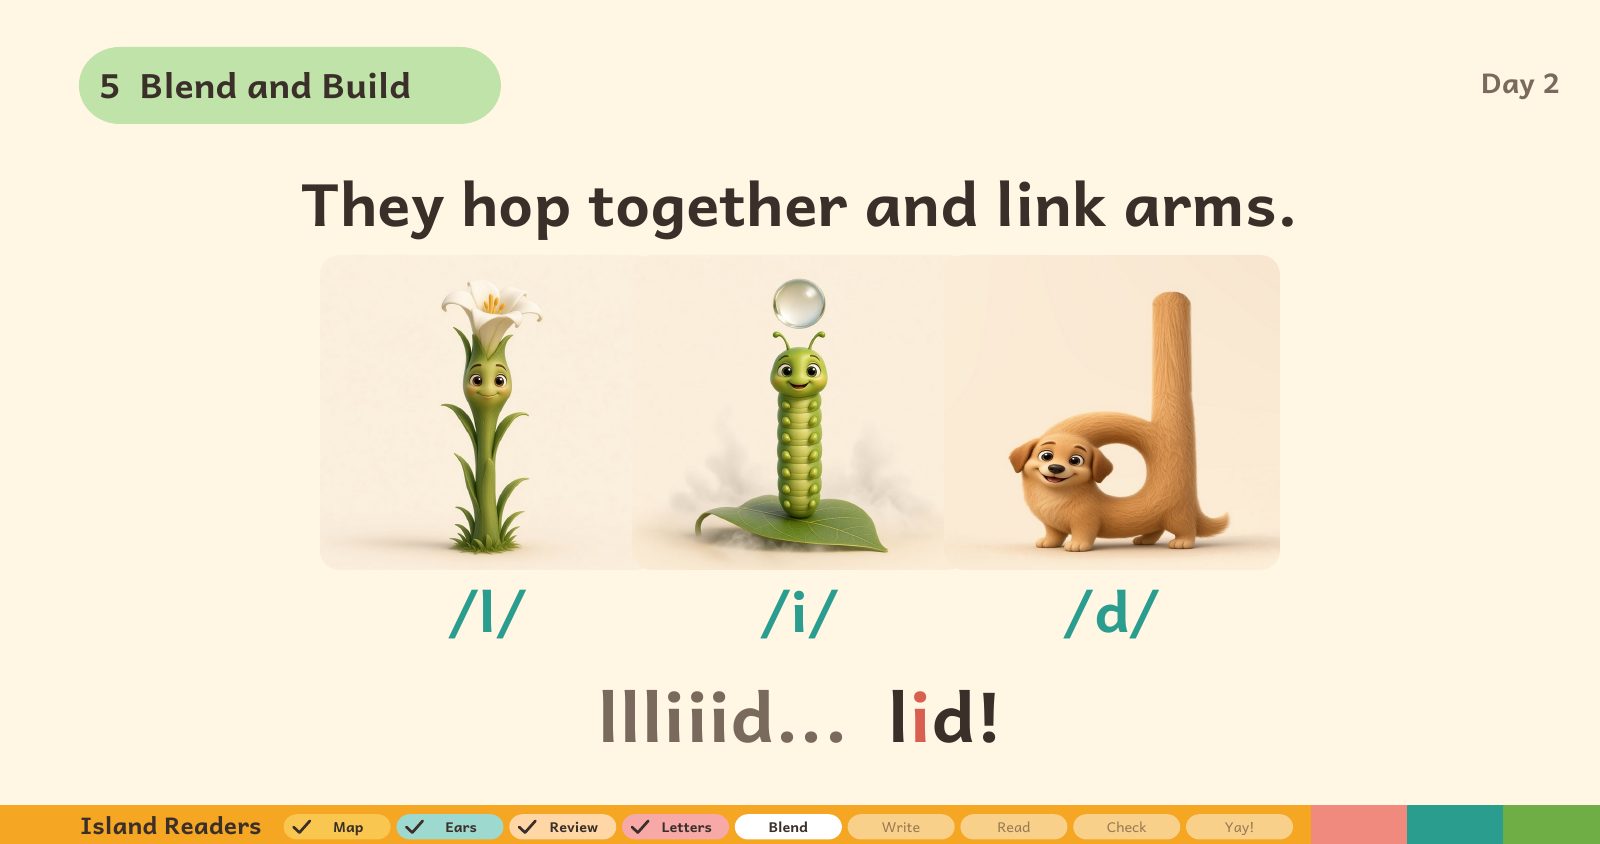 5 Blend and Build
Day 2
They hop together and link arms.
/l/ /i/ /d/
llliiid... lid!
Island Readers Map Ears Review Letters Blend Write Read Check Yay!